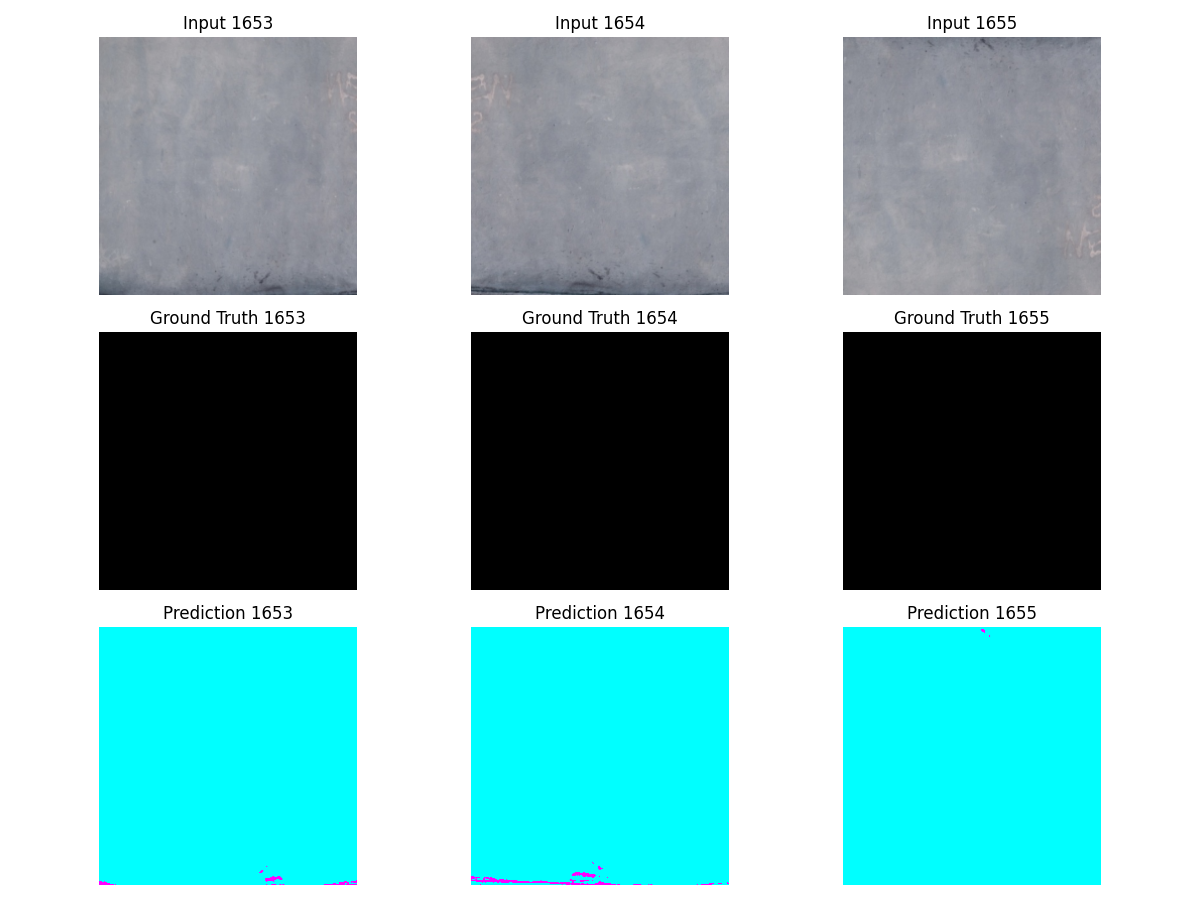 Input 1653
Input 1654
Input 1655
Ground Truth 1653
Ground Truth 1654
Ground Truth 1655
Prediction 1653
Prediction 1654
Prediction 1655